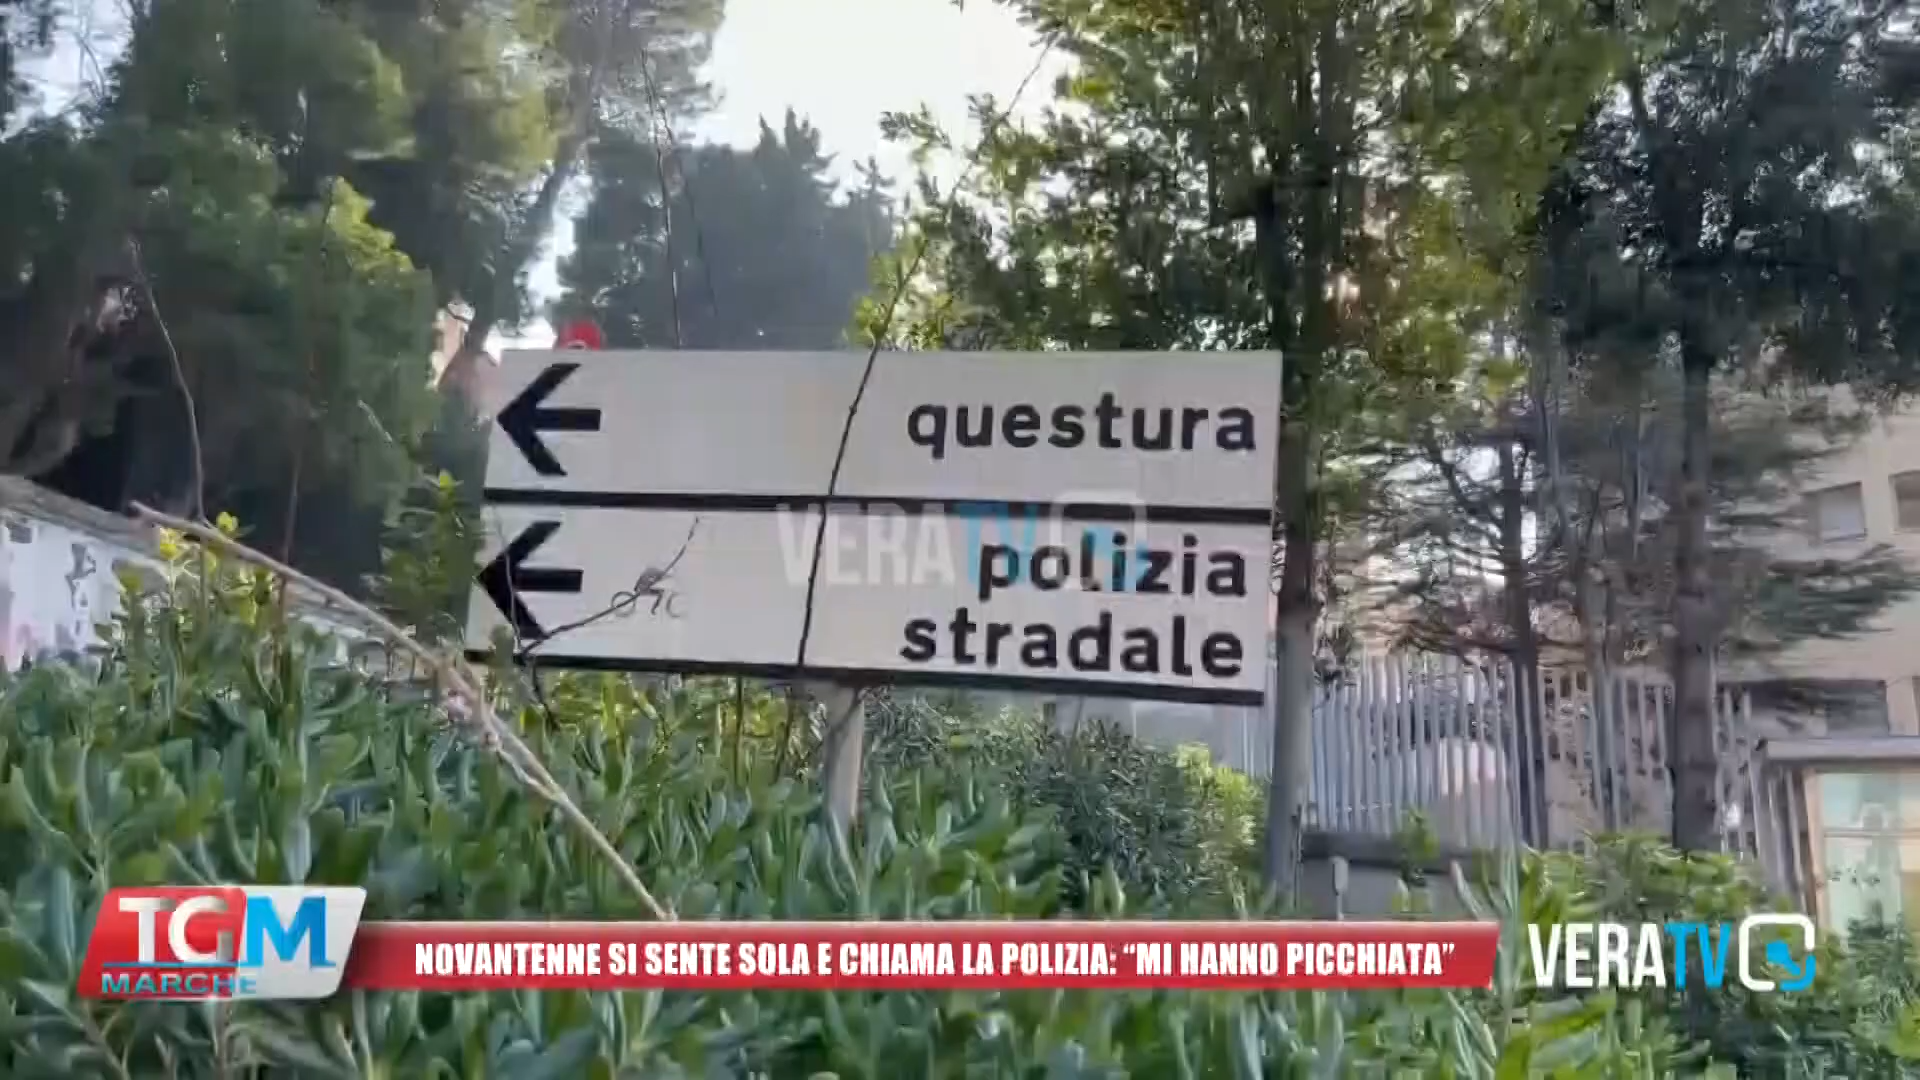 questura
VERATV
polizia
stradale
TGM
MARCHE
NOVANTENNE SI SENTE SOLA E CHIAMA LA POLIZIA: “MI HANNO PICCHIATA”
VERATV